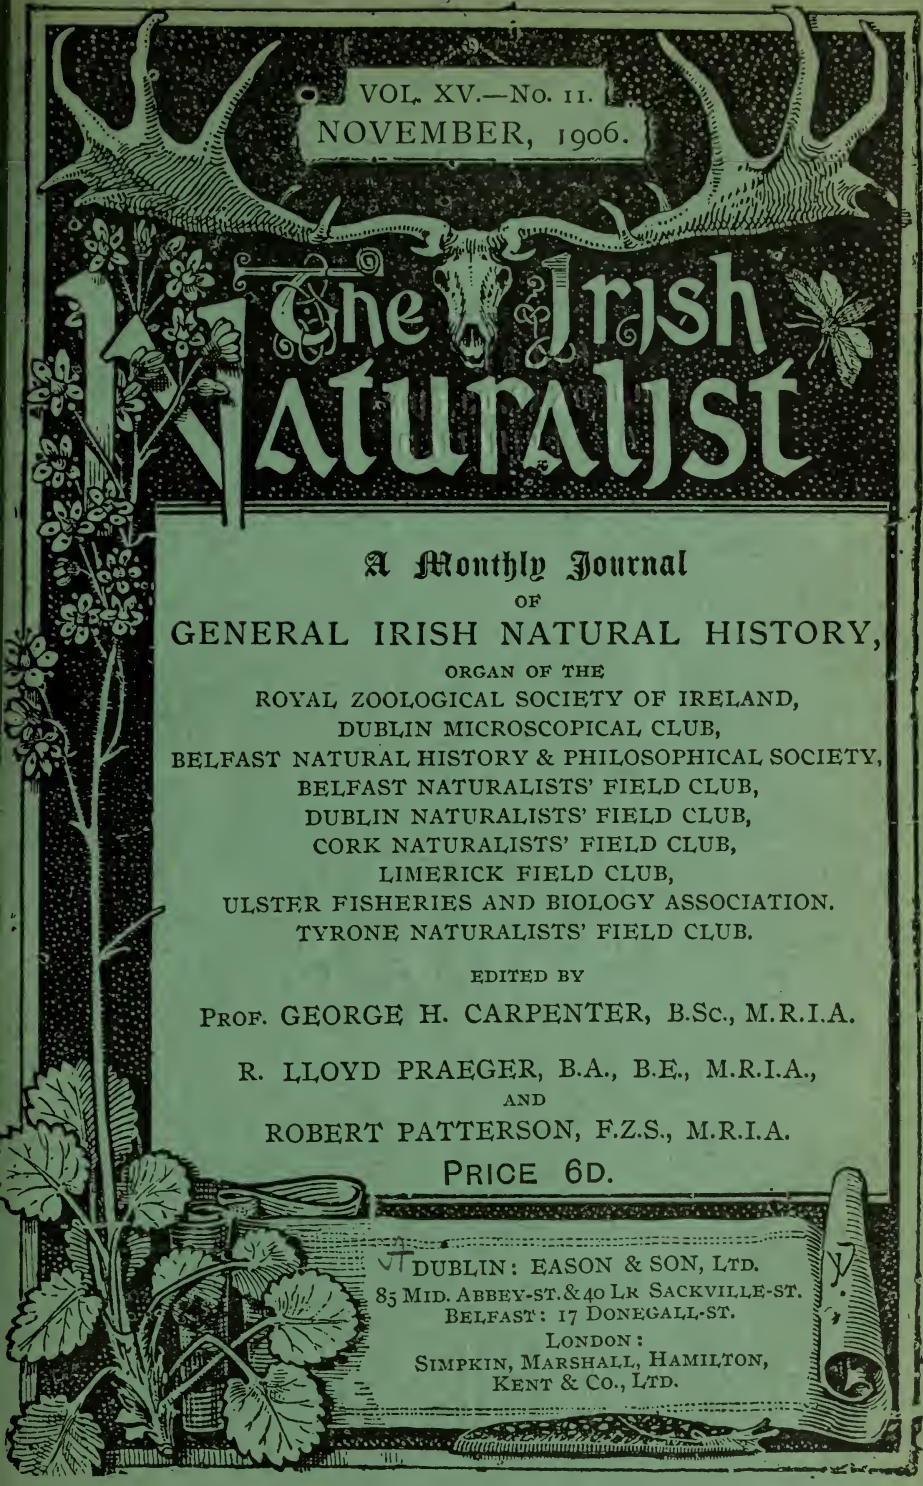 VOL. XV.—No. 11.
NOVEMBER, 1906.
The Irish
Naturalist
A Monthly Journal
OF
GENERAL IRISH NATURAL HISTORY,
ORGAN OF THE
ROYAL ZOOLOGICAL SOCIETY OF IRELAND,
DUBLIN MICROSCOPICAL CLUB,
BELFAST NATURAL HISTORY & PHILOSOPHICAL SOCIETY,
BELFAST NATURALISTS' FIELD CLUB,
DUBLIN NATURALISTS' FIELD CLUB,
CORK NATURALISTS' FIELD CLUB,
LIMERICK FIELD CLUB,
ULSTER FISHERIES AND BIOLOGY ASSOCIATION.
TYRONE NATURALISTS' FIELD CLUB.
EDITED BY
PROF. GEORGE H. CARPENTER, B.Sc., M.R.I.A.
R. LLOYD PRAEGER, B.A., B.E., M.R.I.A.,
AND
ROBERT PATTERSON, F.Z.S., M.R.I.A.
PRICE 6D.
DUBLIN: EASON & SON, LTD.
85 MID. ABBEY-ST. & 40 LR SACKVILLE-ST.
BELFAST: 17 DONEGALL-ST.
LONDON:
SIMPKIN, MARSHALL, HAMILTON,
KENT & CO., LTD.